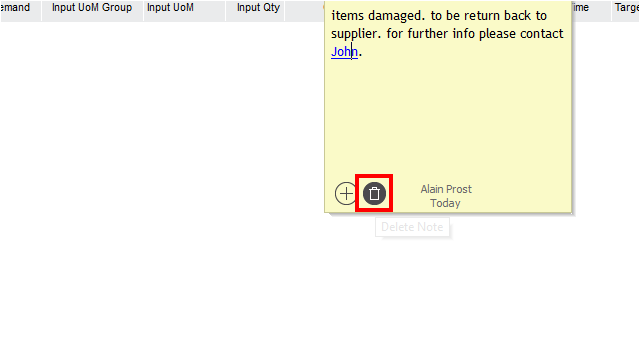 emand Input UoM Group Input UoM Input Qty ime Targe
items damaged. to be return back to
supplier. for further info please contact
John.
Alain Prost
Today
Delete Note